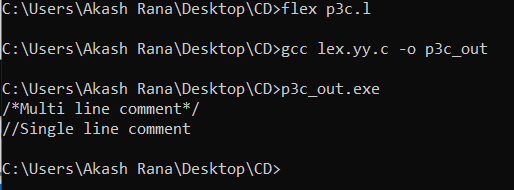 C:\Users\Akash Rana\Desktop\CD>flex p3c.l
C:\Users\Akash Rana\Desktop\CD>gcc lex.yy.c -o p3c_out
C:\Users\Akash Rana\Desktop\CD>p3c_out.exe
/*Multi line comment*/
//Single line comment
C:\Users\Akash Rana\Desktop\CD>